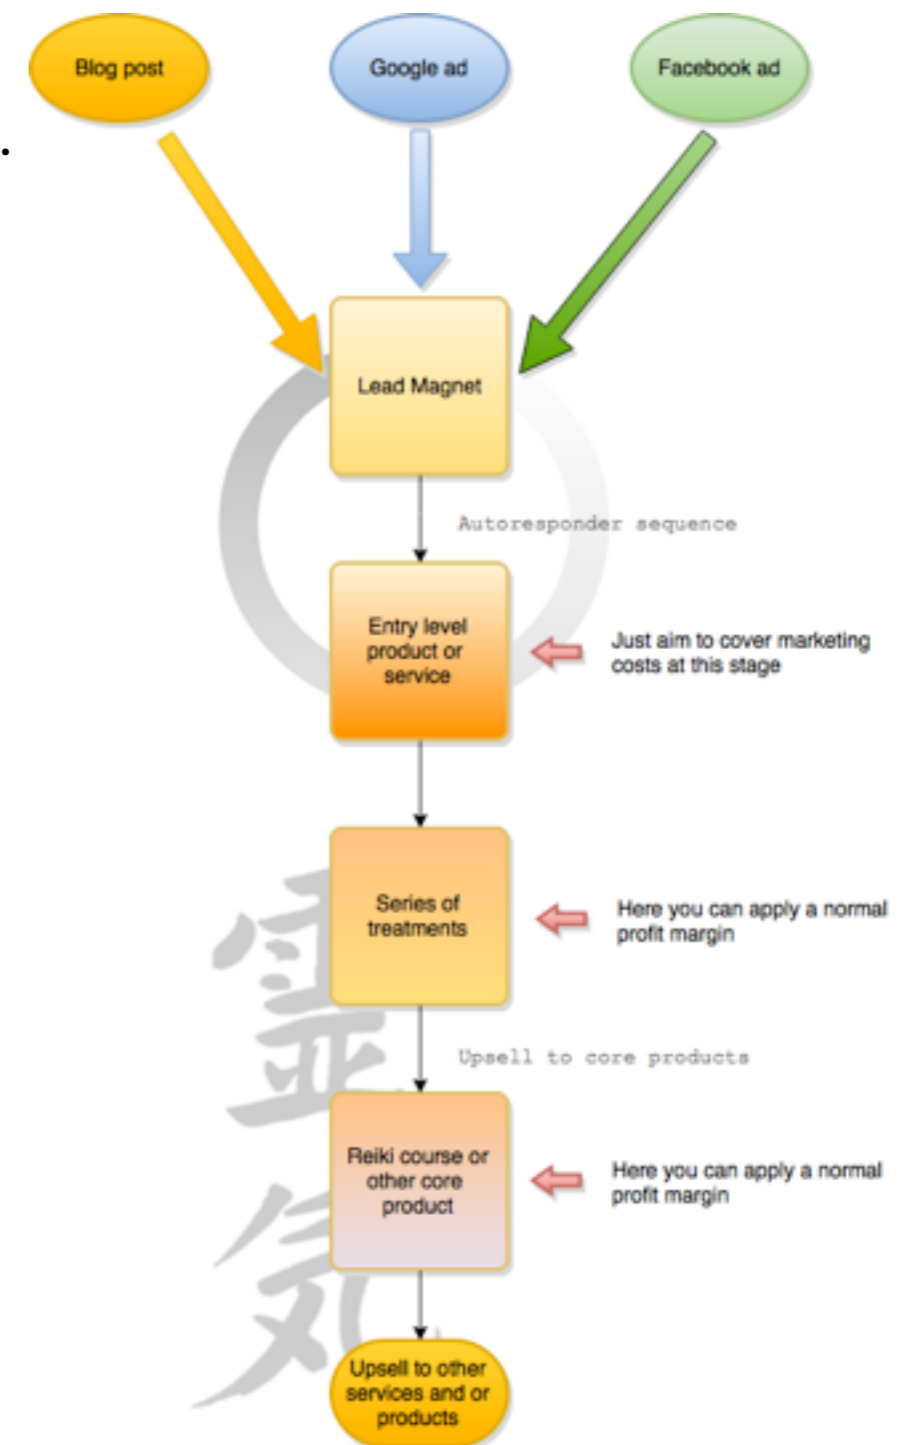 Blog post
Google ad
Facebook ad
Lead Magnet
Autoresponder sequence
Entry level
product or
service
Just aim to cover marketing
costs at this stage
Series of
treatments
Here you can apply a normal
profit margin
Upsell to core products
Reiki course or
other core
product
Here you can apply a normal
profit margin
Upsell to other
services and or
products
霊
気